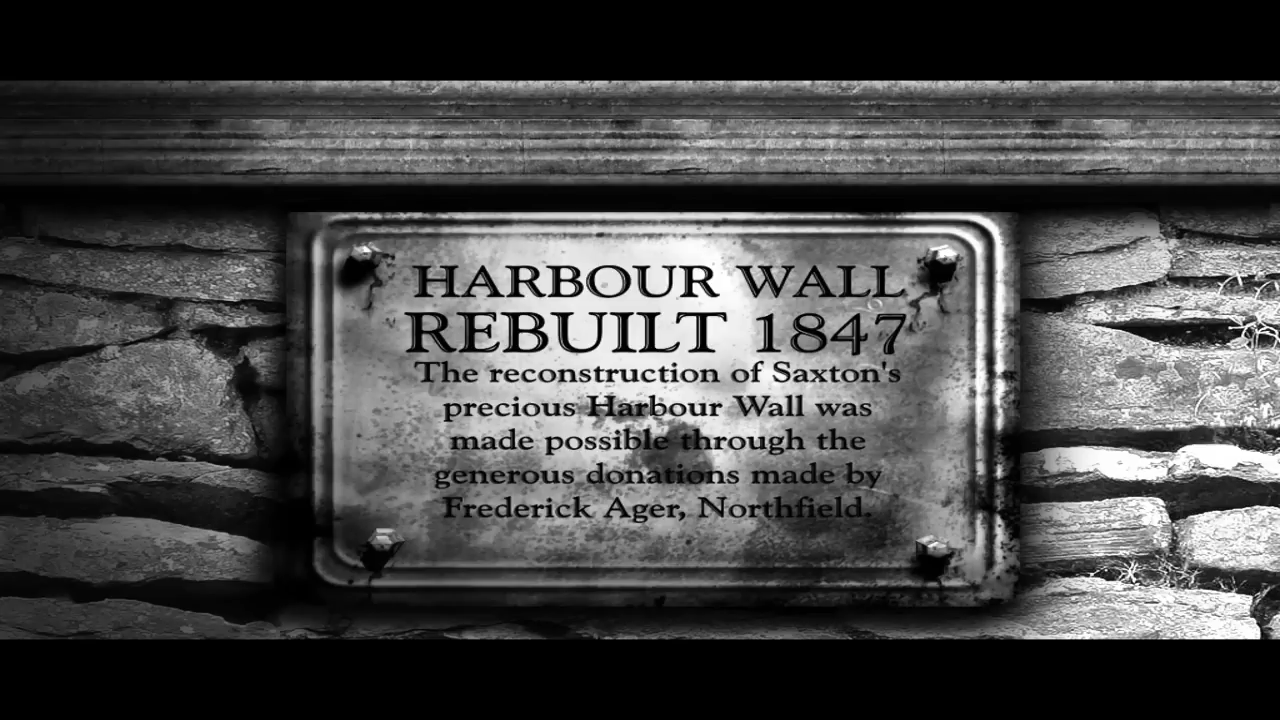 HARBOUR WALL
REBUILT 1847
The reconstruction of Saxton's
precious Harbour Wall was
made possible through the
generous donations made by
Frederick Ager, Northfield.